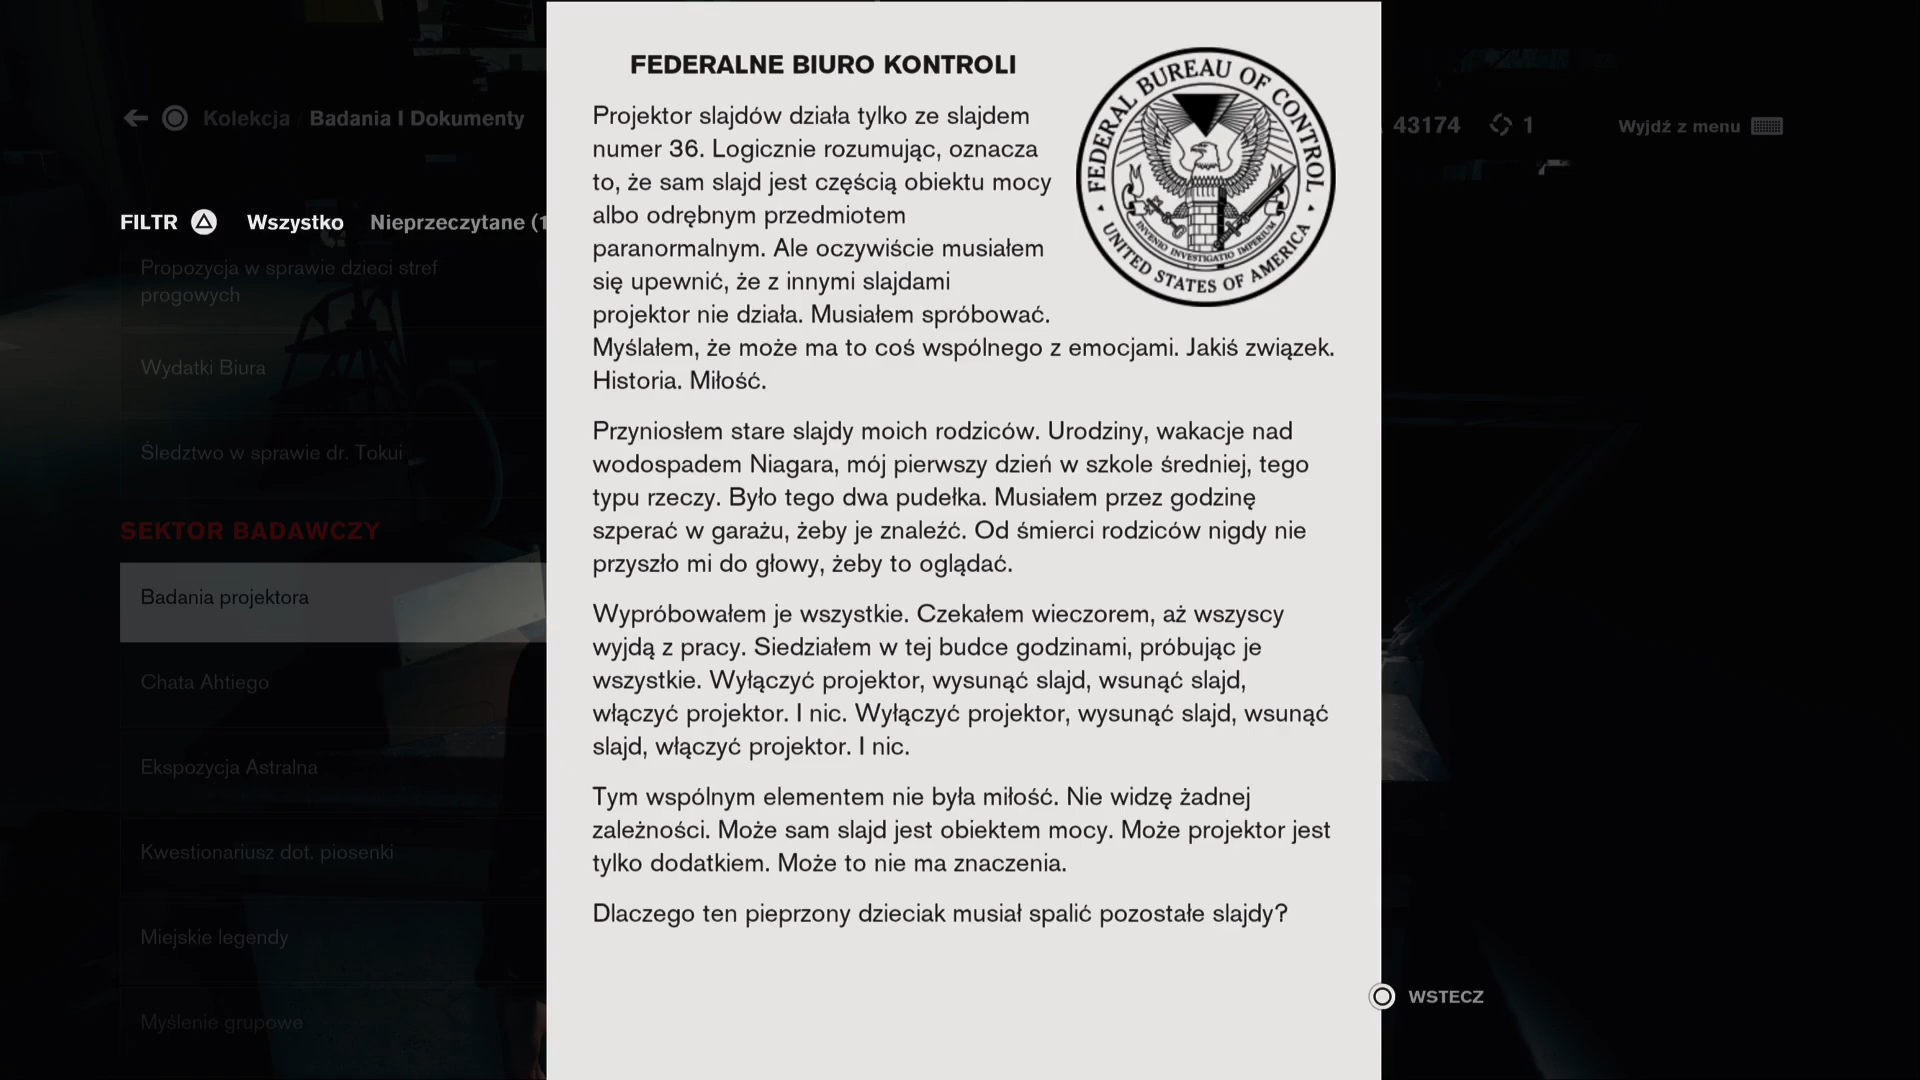 FEDERALNE BIURO KONTROLI
FEDERAL BUREAU OF CONTROL
UNITED STATES OF AMERICA
INVENIO INVESTIGATIO IMPERIUM
Projektor slajdów działa tylko ze slajdem
numer 36. Logicznie rozumując, oznacza
to, że sam slajd jest częścią obiektu mocy
albo odrębnym przedmiotem
paranormalnym. Ale oczywiście musiałem
się upewnić, że z innymi slajdami
projektor nie działa. Musiałem spróbować.
Myślałem, że może ma to coś wspólnego z emocjami. Jakiś związek.
Historia. Miłość.
Przyniosłem stare slajdy moich rodziców. Urodziny, wakacje nad
wodospadem Niagara, mój pierwszy dzień w szkole średniej, tego
typu rzeczy. Było tego dwa pudełka. Musiałem przez godzinę
szperać w garażu, żeby je znaleźć. Od śmierci rodziców nigdy nie
przyszło mi do głowy, żeby to oglądać.
Wypróbowałem je wszystkie. Czekałem wieczorem, aż wszyscy
wyjdą z pracy. Siedziałem w tej budce godzinami, próbując je
wszystkie. Wyłączyć projektor, wysunąć slajd, wsunąć slajd,
włączyć projektor. I nic. Wyłączyć projektor, wysunąć slajd, wsunąć
slajd, włączyć projektor. I nic.
Tym wspólnym elementem nie była miłość. Nie widzę żadnej
zależności. Może sam slajd jest obiektem mocy. Może projektor jest
tylko dodatkiem. Może to nie ma znaczenia.
Dlaczego ten pieprzony dzieciak musiał spalić pozostałe slajdy?
Kolekcja / Badania I Dokumenty
43174 1 Wyjdź z menu
FILTR Wszystko Nieprzeczytane (1
Propozycja w sprawie dzieci stref
progowych
Wydatki Biura
Śledztwo w sprawie dr. Tokui
SEKTOR BADAWCZY
Badania projektora
Chata Ahtiego
Ekspozycja Astralna
Kwestionariusz dot. piosenki
Miejskie legendy
Myślenie grupowe
WSTECZ